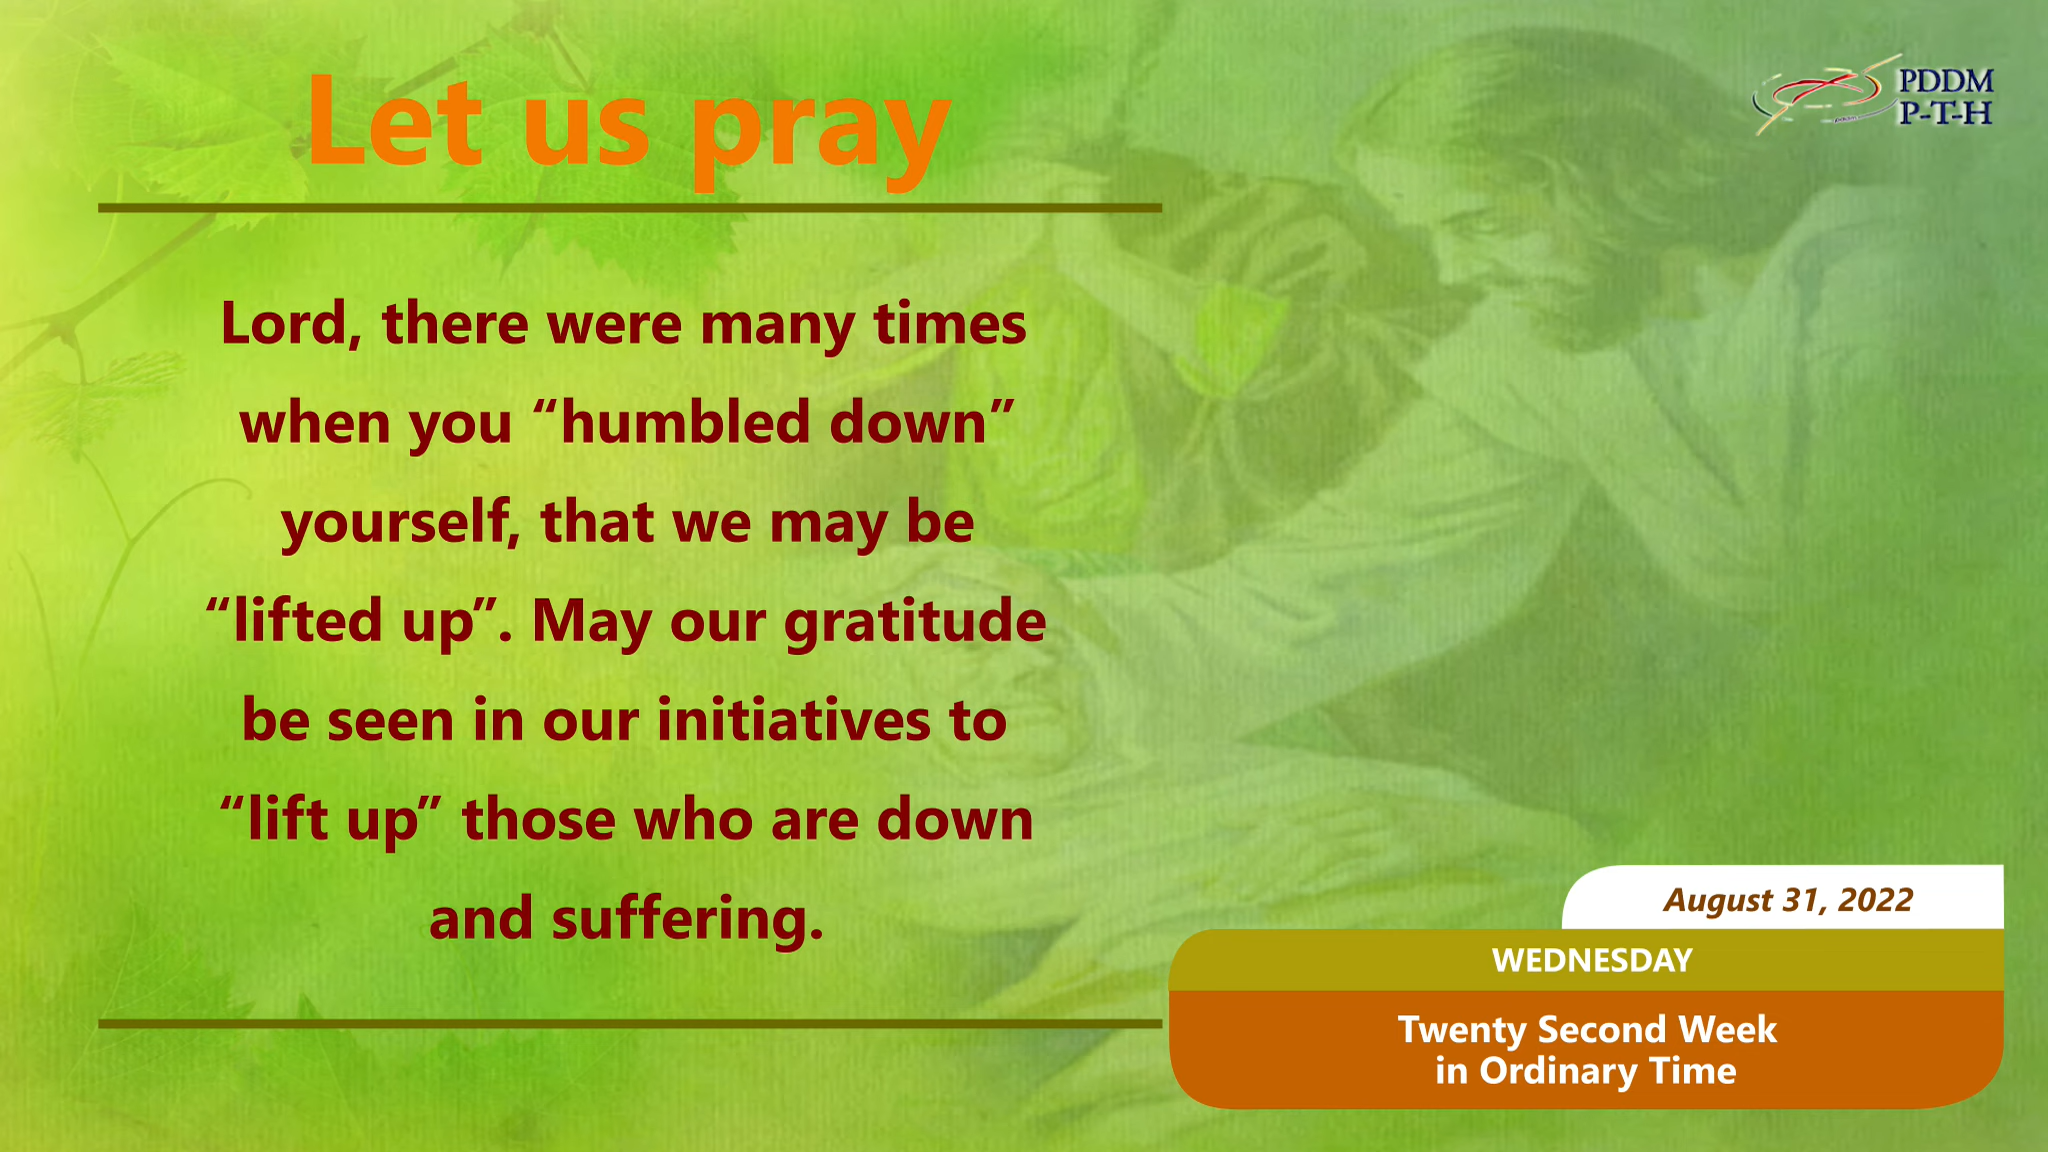 Let us pray
PDDM
P-T-H
Lord, there were many times
when you “humbled down”
yourself, that we may be
“lifted up”. May our gratitude
be seen in our initiatives to
“lift up” those who are down
and suffering.
August 31, 2022
WEDNESDAY
Twenty Second Week
in Ordinary Time